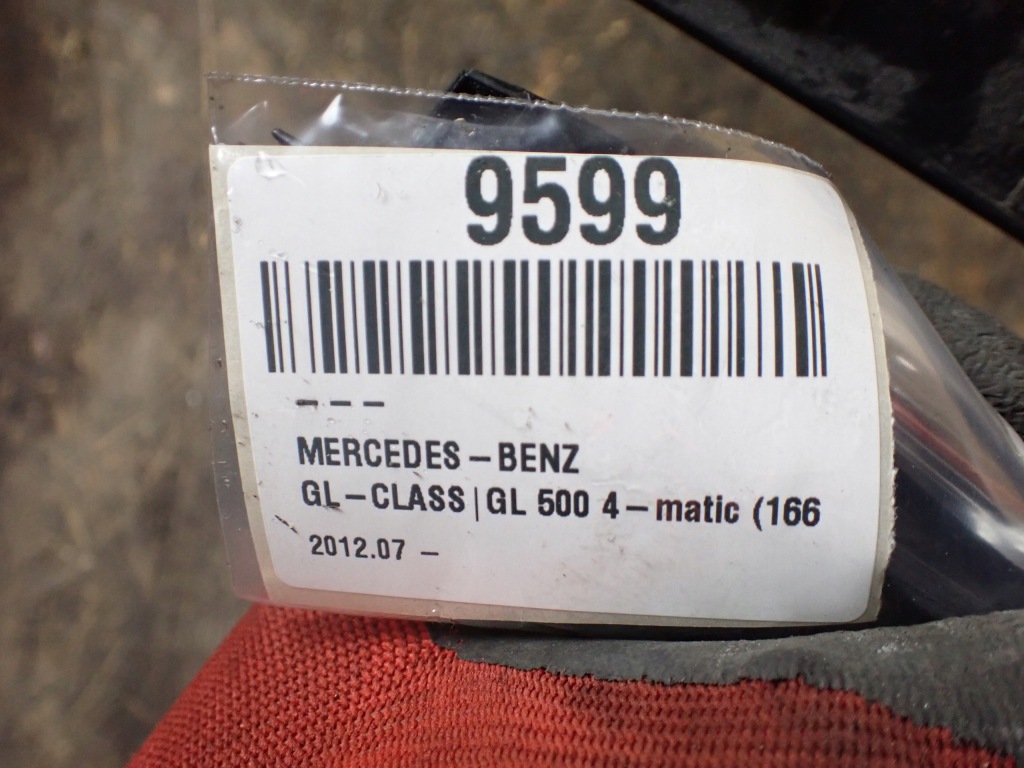 9599
---
MERCEDES-BENZ
GL-CLASS|GL 500 4-matic (166
2012.07 -